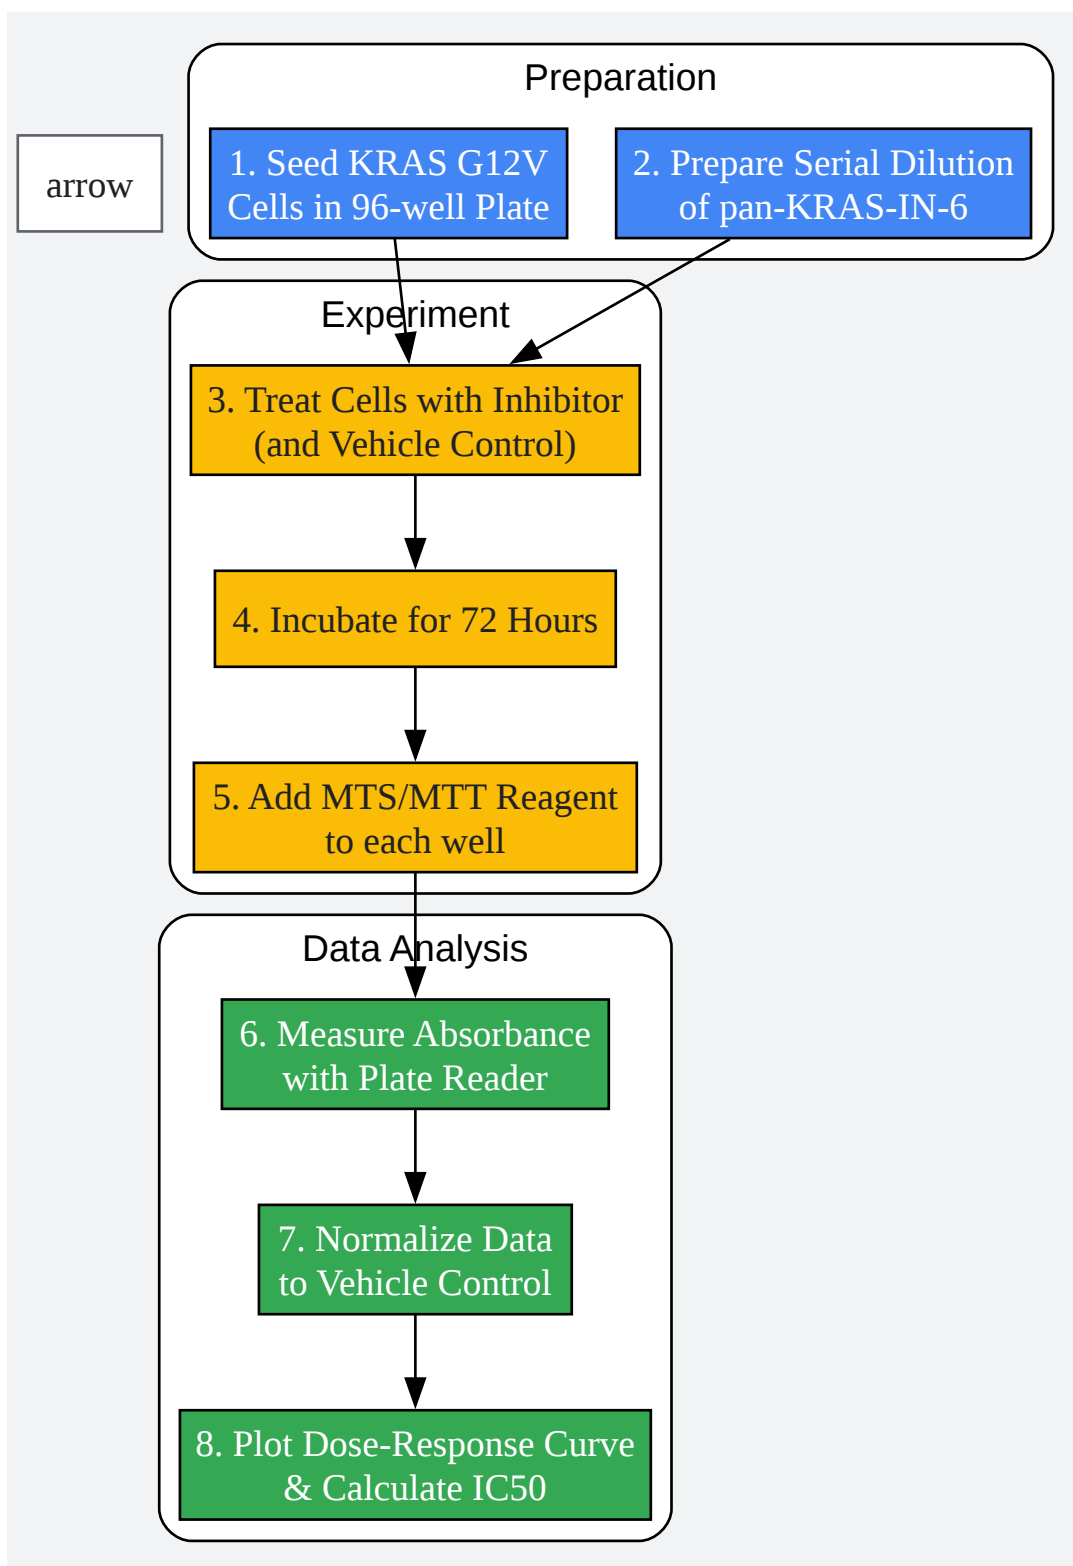 Preparation
arrow
1. Seed KRAS G12V
Cells in 96-well Plate
2. Prepare Serial Dilution
of pan-KRAS-IN-6
Experiment
3. Treat Cells with Inhibitor
(and Vehicle Control)
4. Incubate for 72 Hours
5. Add MTS/MTT Reagent
to each well
Data Analysis
6. Measure Absorbance
with Plate Reader
7. Normalize Data
to Vehicle Control
8. Plot Dose-Response Curve
& Calculate IC50